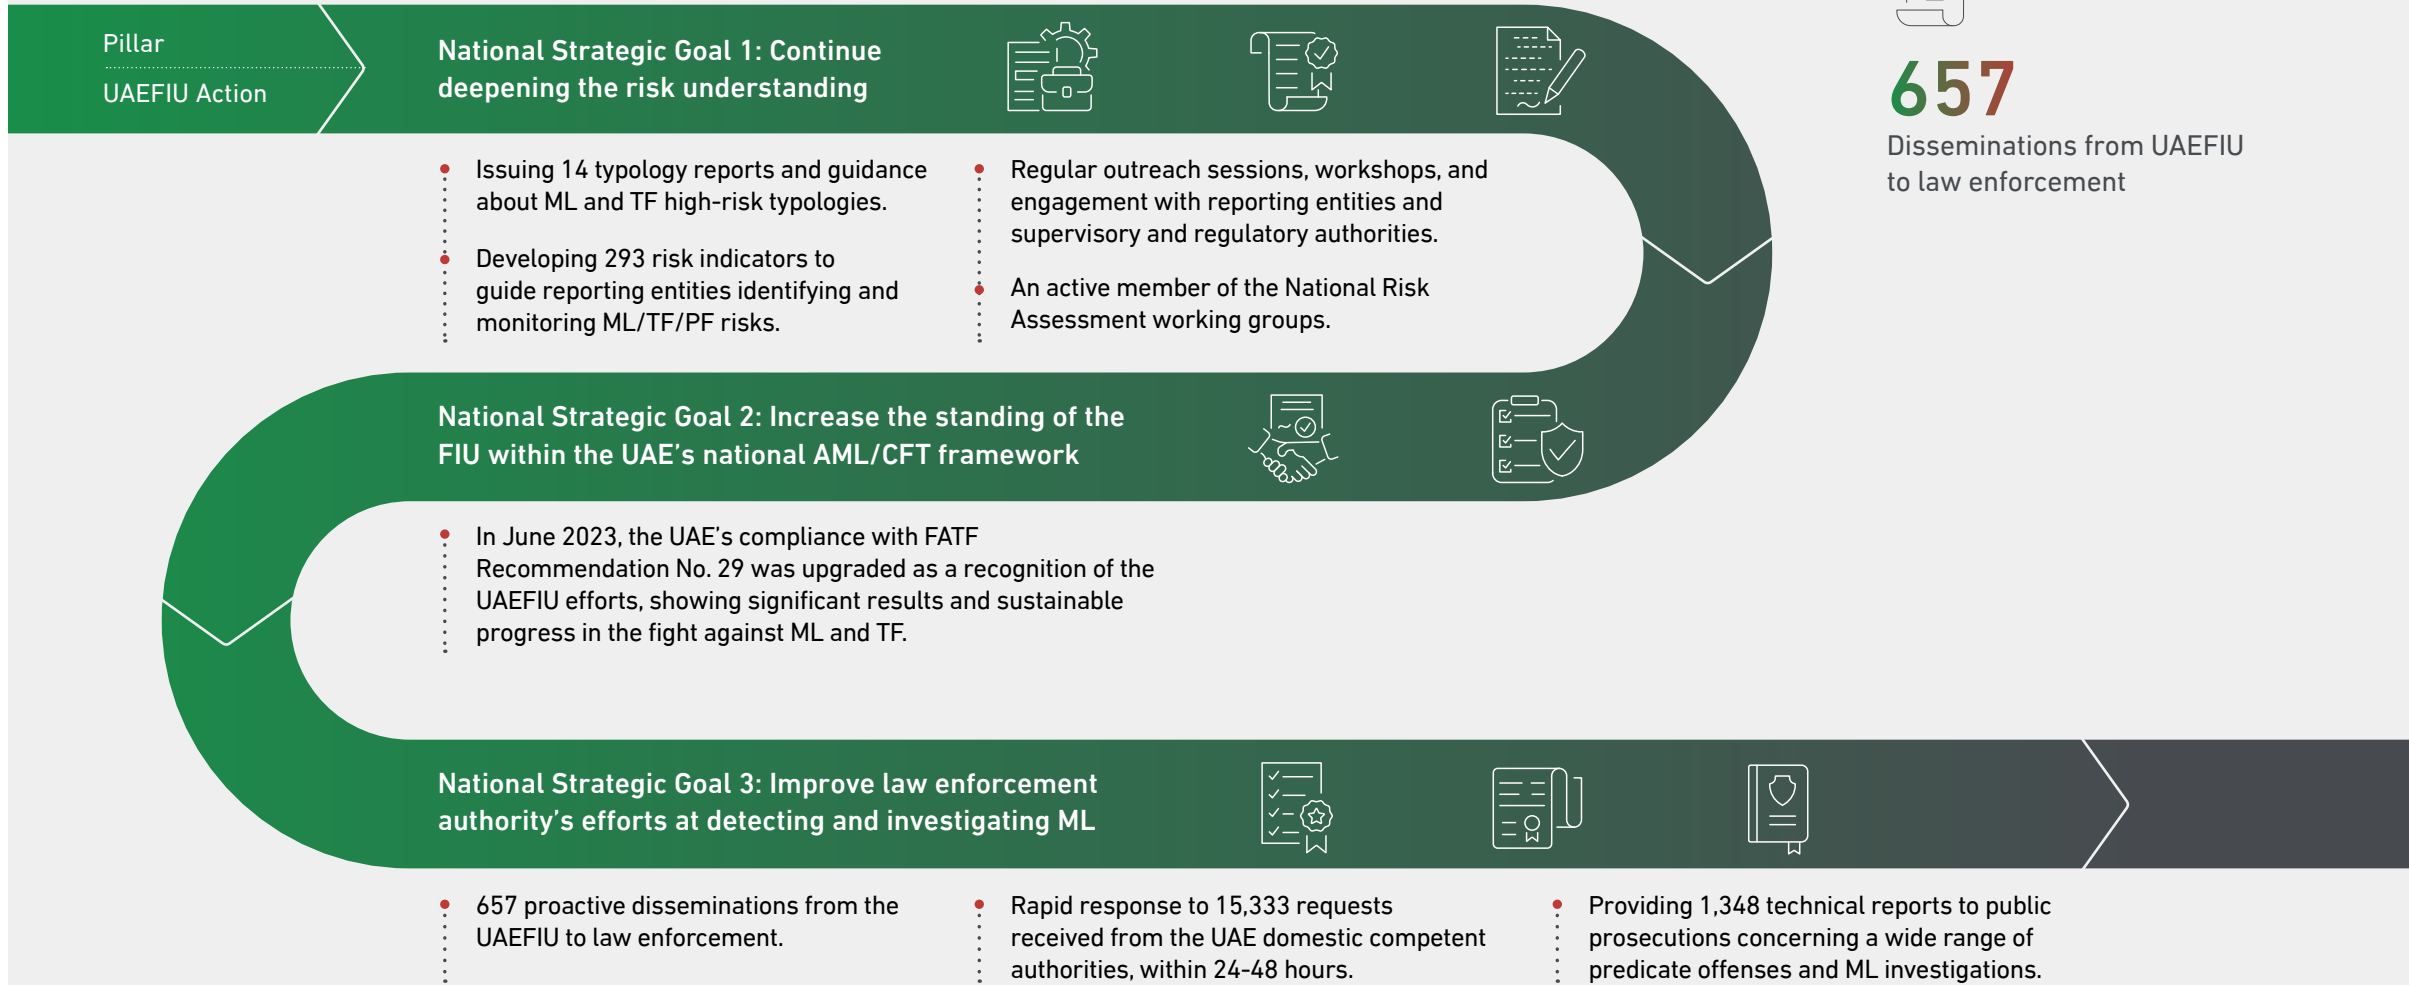 Pillar
UAEFIU Action
National Strategic Goal 1: Continue
deepening the risk understanding
657
Disseminations from UAEFIU
to law enforcement
Issuing 14 typology reports and guidance
about ML and TF high-risk typologies.
Developing 293 risk indicators to
guide reporting entities identifying and
monitoring ML/TF/PF risks.
Regular outreach sessions, workshops, and
engagement with reporting entities and
supervisory and regulatory authorities.
An active member of the National Risk
Assessment working groups.
National Strategic Goal 2: Increase the standing of the
FIU within the UAE’s national AML/CFT framework
In June 2023, the UAE’s compliance with FATF
Recommendation No. 29 was upgraded as a recognition of the
UAEFIU efforts, showing significant results and sustainable
progress in the fight against ML and TF.
National Strategic Goal 3: Improve law enforcement
authority’s efforts at detecting and investigating ML
657 proactive disseminations from the
UAEFIU to law enforcement.
Rapid response to 15,333 requests
received from the UAE domestic competent
authorities, within 24-48 hours.
Providing 1,348 technical reports to public
prosecutions concerning a wide range of
predicate offenses and ML investigations.